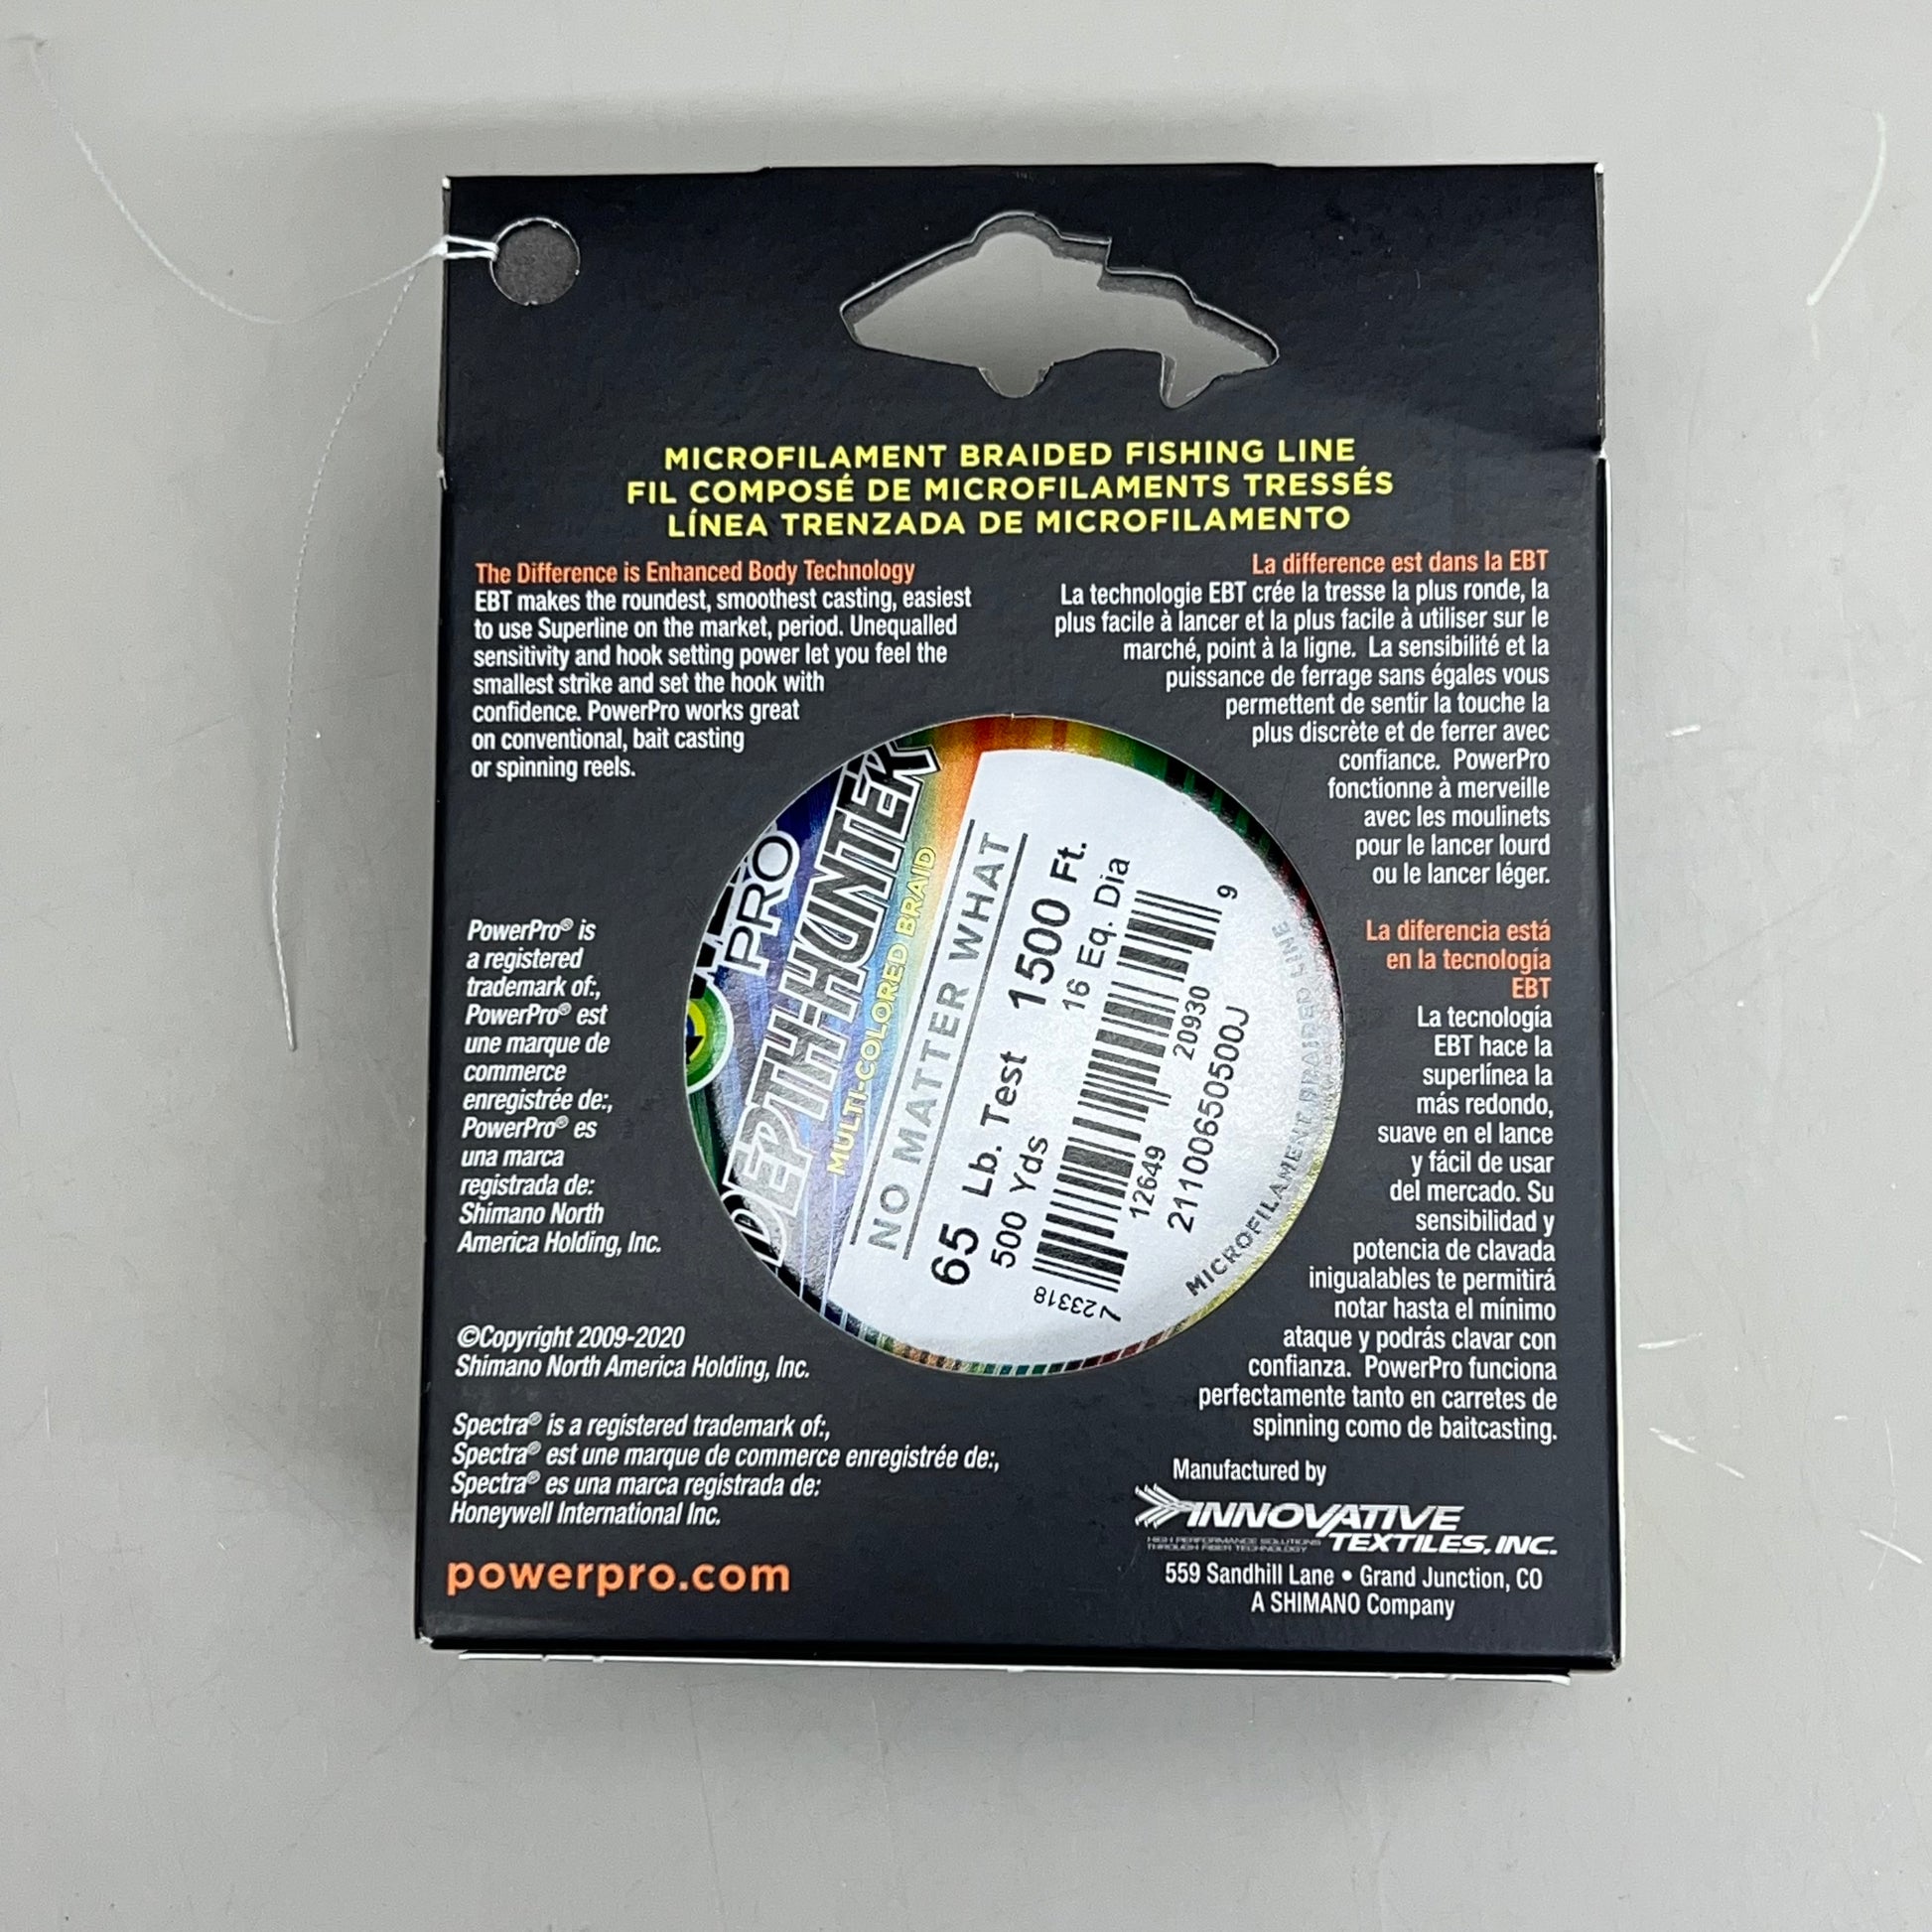 MICROFILAMENT BRAIDED FISHING LINE
FIL COMPOSÉ DE MICROFILAMENTS TRESSÉS
LÍNEA TRENZADA DE MICROFILAMENTO
The Difference is Enhanced Body Technology
EBT makes the roundest, smoothest casting, easiest
to use Superline on the market, period. Unequalled
sensitivity and hook setting power let you feel the
smallest strike and set the hook with
confidence. PowerPro works great
on conventional, bait casting
or spinning reels.
La difference est dans la EBT
La technologie EBT crée la tresse la plus ronde, la
plus facile à lancer et la plus facile à utiliser sur le
marché, point à la ligne. La sensibilité et la
puissance de ferrage sans égales vous
permettent de sentir la touche la
plus discrète et de ferrer avec
confiance. PowerPro
fonctionne à merveille
avec les moulinets
pour le lancer lourd
ou le lancer léger.
PRO
DEPTH-HUNTER
MULTI-COLORED BRAID
NO MATTER WHAT
65 Lb. Test 1500 Ft.
500 Yds 16 Eq. Dia
7 23318 12649 20930 9
21100650500J
MICROFILAMENT BRAIDED LINE
PowerPro® is
a registered
trademark of:,
PowerPro® est
une marque de
commerce
enregistrée de:,
PowerPro® es
una marca
registrada de:
Shimano North
America Holding, Inc.
La diferencia está
en la tecnología
EBT
La tecnología
EBT hace la
superlínea la
más redondo,
suave en el lance
y fácil de usar
del mercado. Su
sensibilidad y
potencia de clavada
inigualables te permitirá
notar hasta el mínimo
ataque y podrás clavar con
confianza. PowerPro funciona
perfectamente tanto en carretes de
spinning como de baitcasting.
©Copyright 2009-2020
Shimano North America Holding, Inc.
Spectra® is a registered trademark of:,
Spectra® est une marque de commerce enregistrée de:,
Spectra® es una marca registrada de:
Honeywell International Inc.
powerpro.com
Manufactured by
INNOVATIVE
TEXTILES, INC.
HIGH PERFORMANCE SOLUTIONS
THROUGH FIBER TECHNOLOGY
559 Sandhill Lane • Grand Junction, CO
A SHIMANO Company